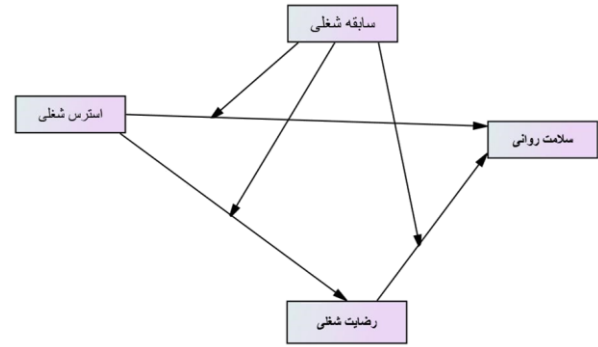 سابقه شغلی
استرس شغلی
سلامت روانی
رضایت شغلی